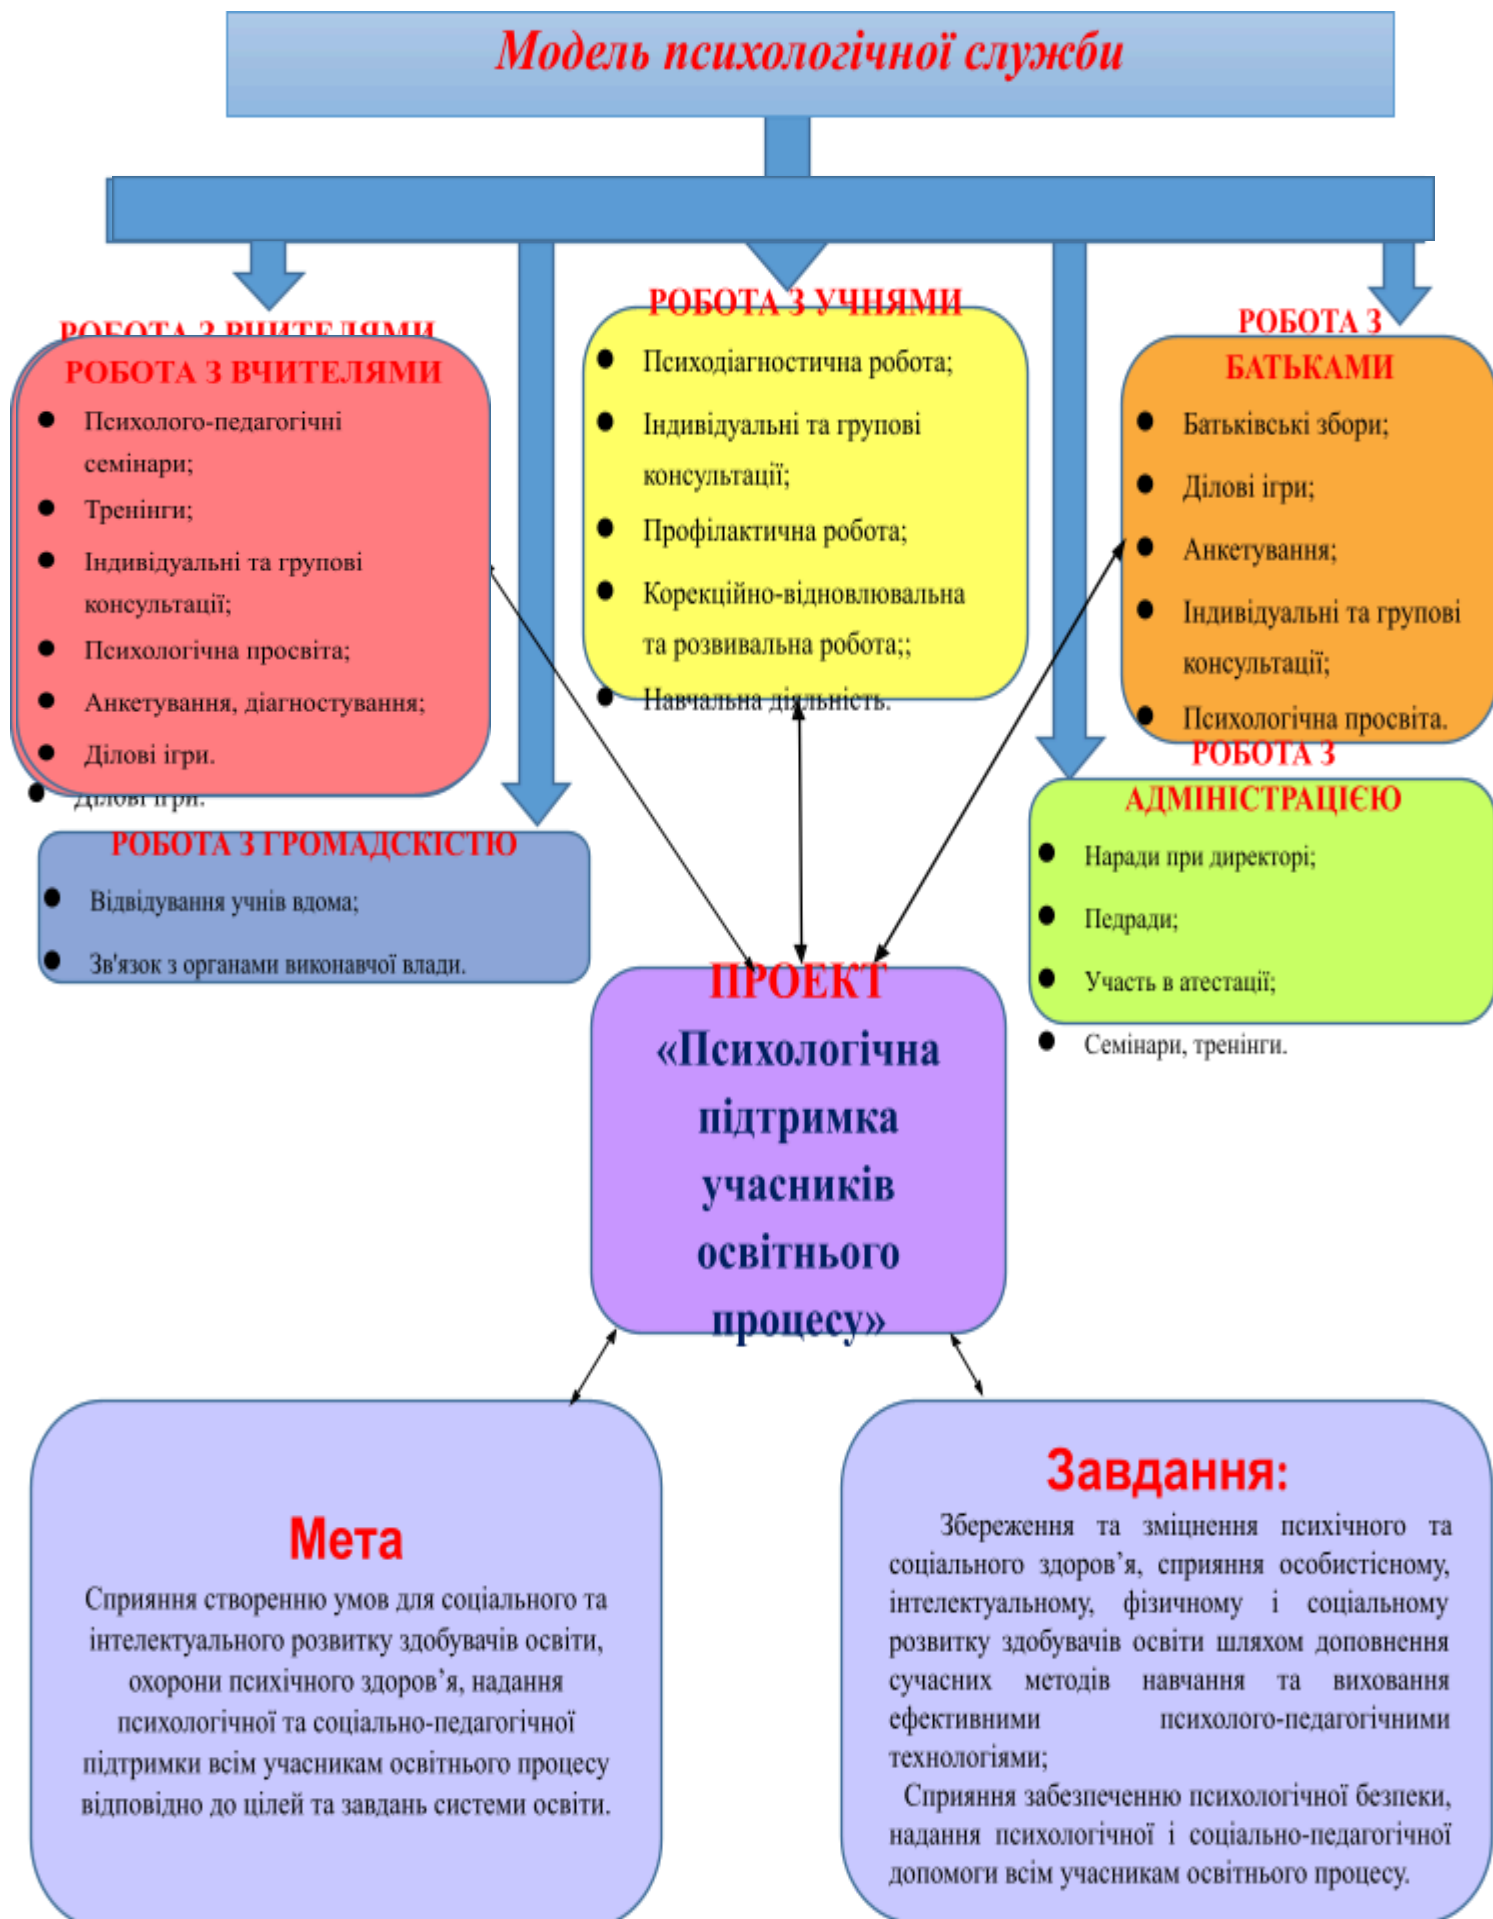 Модель психологічної служби
РОБОТА З ВЧИТЕЛЯМИ
РОБОТА З ВЧИТЕЛЯМИ
Психолого-педагогічні
семінари;
Тренінги;
Індивідуальні та групові
консультації;
Психологічна просвіта;
Анкетування, діагностування;
Ділові ігри.
Ділові ігри.
РОБОТА З УЧНЯМИ
Психодіагностична робота;
Індивідуальні та групові
консультації;
Профілактична робота;
Корекційно-відновлювальна
та розвивальна робота;;
Навчальна діяльність.
РОБОТА З
БАТЬКАМИ
Батьківські збори;
Ділові ігри;
Анкетування;
Індивідуальні та групові
консультації;
Психологічна просвіта.
РОБОТА З ГРОМАДСКІСТЮ
Відвідування учнів вдома;
Зв'язок з органами виконавчої влади.
РОБОТА З
АДМІНІСТРАЦІЄЮ
Наради при директорі;
Педради;
Участь в атестації;
Семінари, тренінги.
ПРОЕКТ
«Психологічна
підтримка
учасників
освітнього
процесу»
Мета
Сприяння створенню умов для соціального та
інтелектуального розвитку здобувачів освіти,
охорони психічного здоров’я, надання
психологічної та соціально-педагогічної
підтримки всім учасникам освітнього процесу
відповідно до цілей та завдань системи освіти.
Завдання:
Збереження та зміцнення психічного та
соціального здоров’я, сприяння особистісному,
інтелектуальному, фізичному і соціальному
розвитку здобувачів освіти шляхом доповнення
сучасних методів навчання та виховання
ефективними психолого-педагогічними
технологіями;
Сприяння забезпеченню психологічної безпеки,
надання психологічної і соціально-педагогічної
допомоги всім учасникам освітнього процесу.